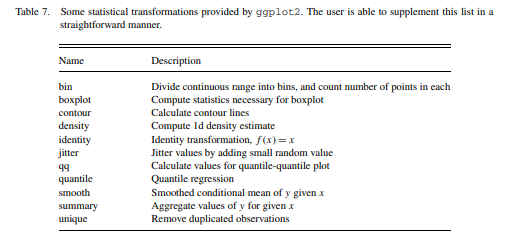 Table 7. Some statistical transformations provided by ggplot2. The user is able to supplement this list in a
straightforward manner.
Name Description
bin Divide continuous range into bins, and count number of points in each
boxplot Compute statistics necessary for boxplot
contour Calculate contour lines
density Compute 1d density estimate
identity Identity transformation, f(x) = x
jitter Jitter values by adding small random value
qq Calculate values for quantile-quantile plot
quantile Quantile regression
smooth Smoothed conditional mean of y given x
summary Aggregate values of y for given x
unique Remove duplicated observations